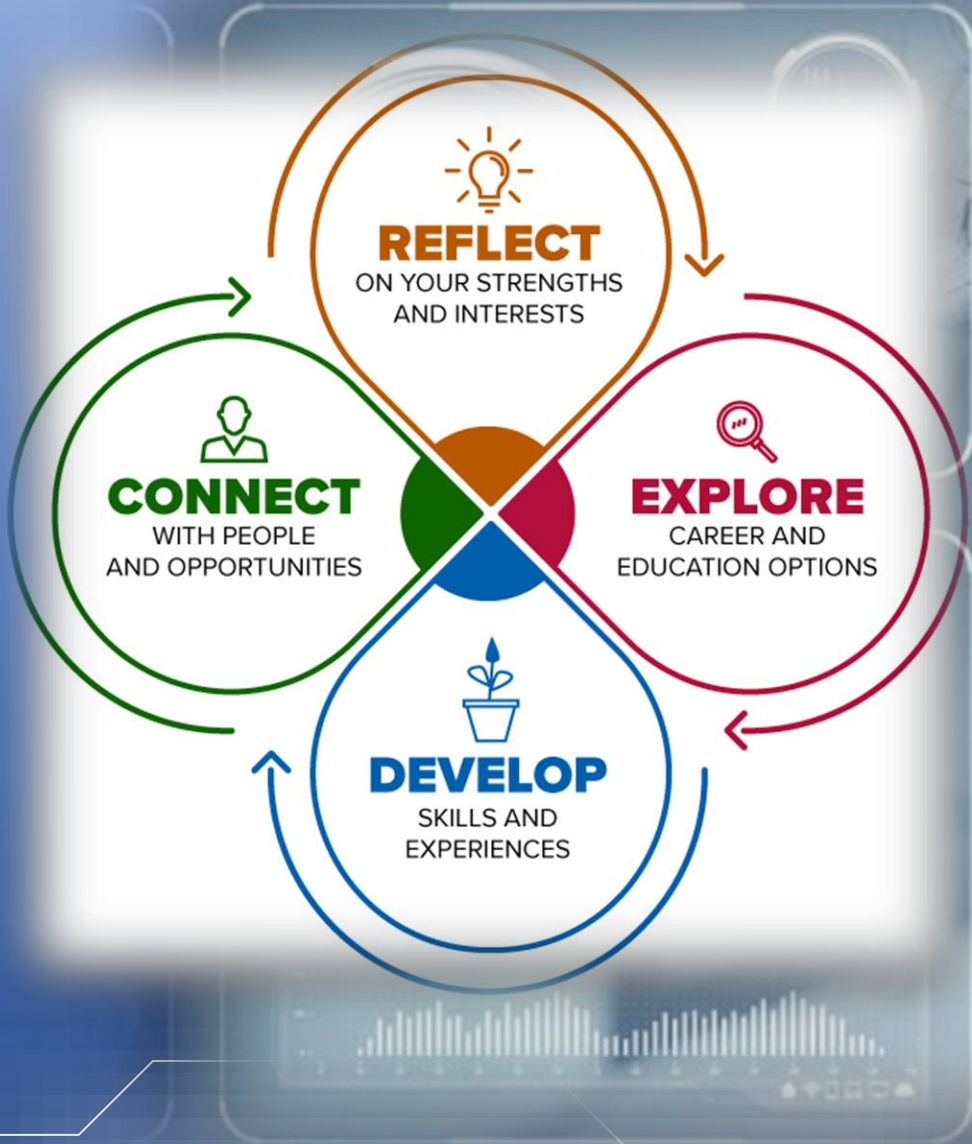 REFLECT
ON YOUR STRENGTHS
AND INTERESTS
CONNECT
WITH PEOPLE
AND OPPORTUNITIES
EXPLORE
CAREER AND
EDUCATION OPTIONS
DEVELOP
SKILLS AND
EXPERIENCES